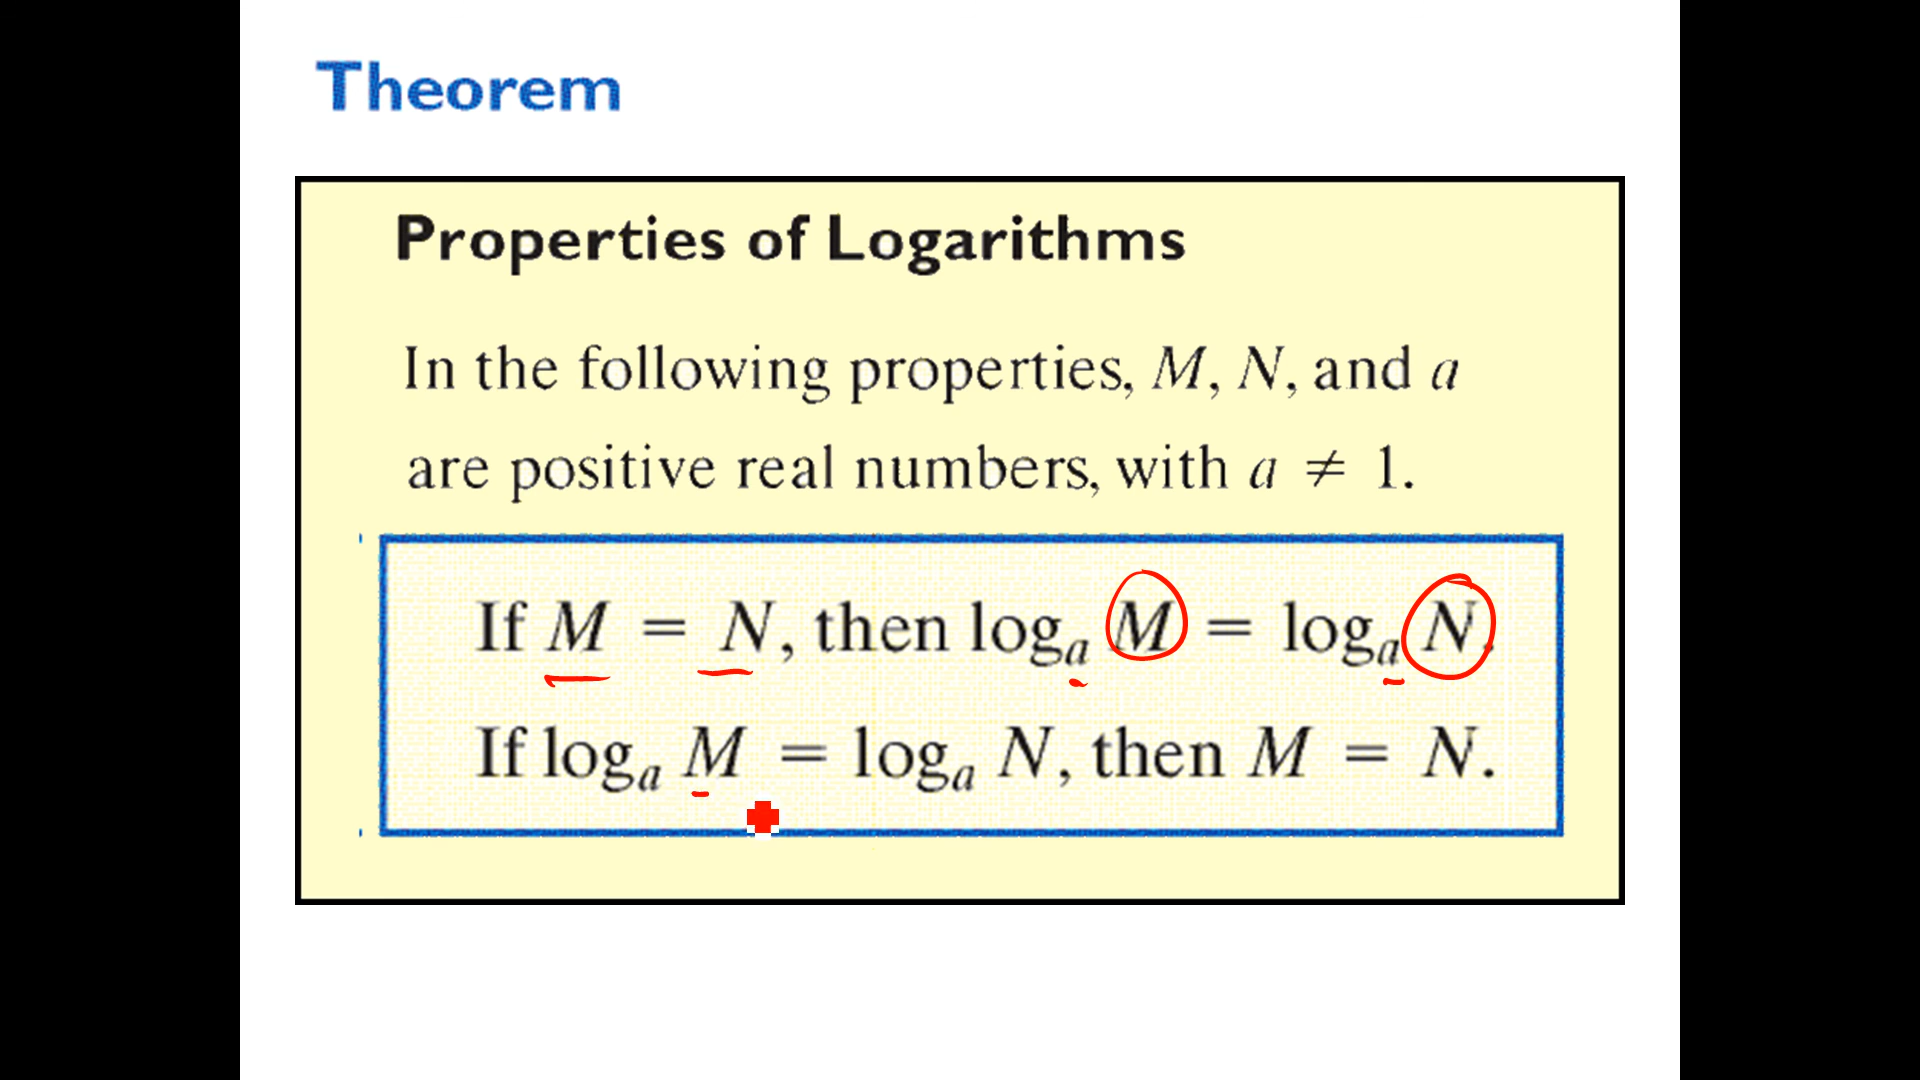 Theorem
Properties of Logarithms
In the following properties, M, N, and a
are positive real numbers, with a ≠ 1.
If M = N, then logₐ M = logₐ N.
If logₐ M = logₐ N, then M = N.